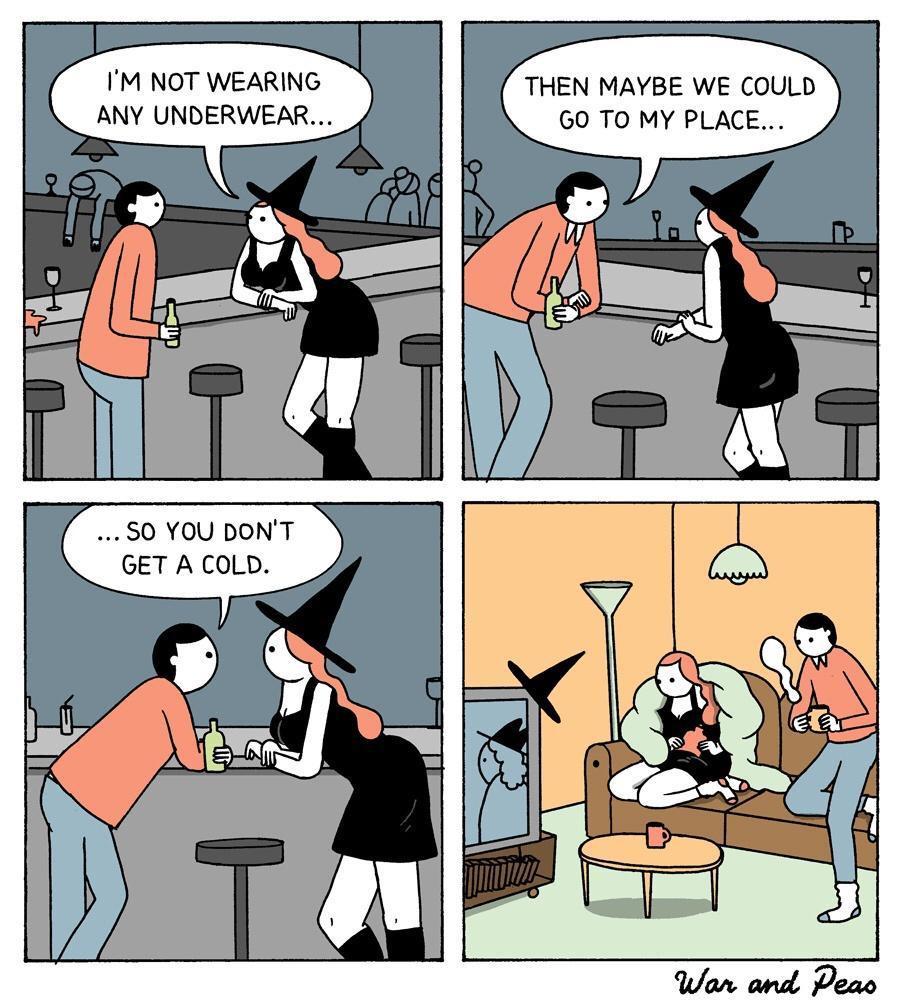 I'M NOT WEARING
ANY UNDERWEAR...
THEN MAYBE WE COULD
GO TO MY PLACE...
...SO YOU DON'T
GET A COLD.
War and Peas